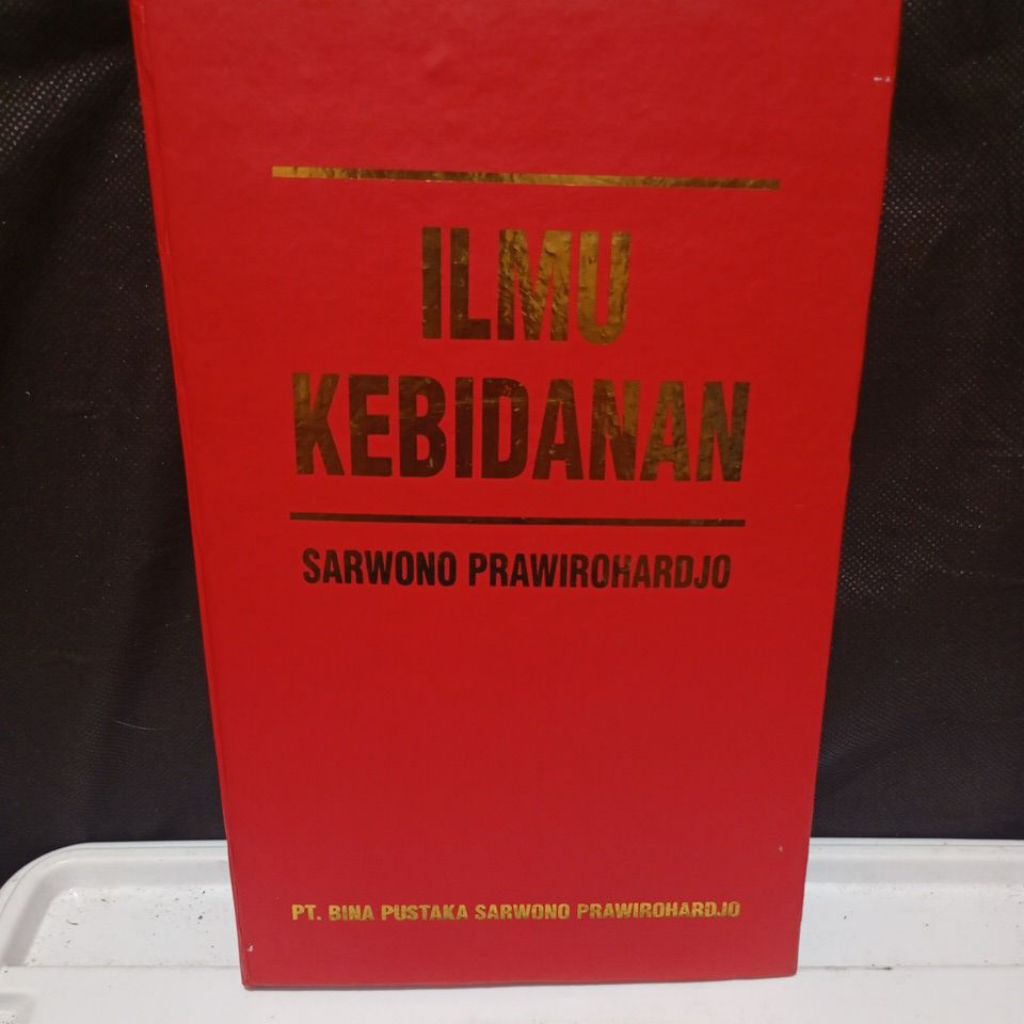 ILMU
KEBIDANAN
SARWONO PRAWIROHARDJO
PT. BINA PUSTAKA SARWONO PRAWIROHARDJO